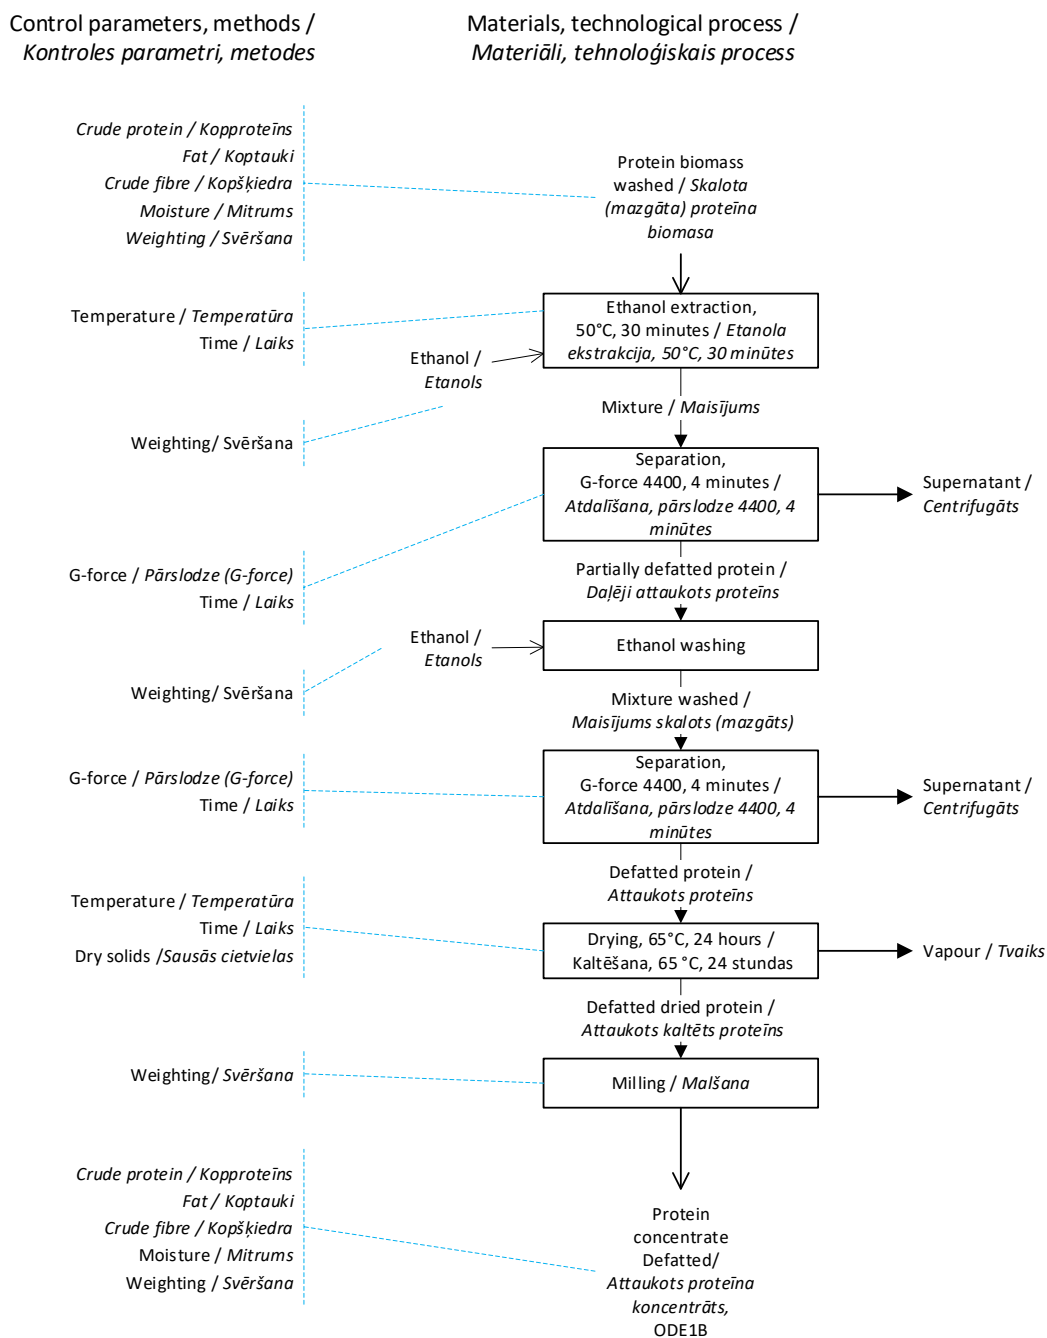 Control parameters, methods /
Kontroles parametri, metodes
Materials, technological process /
Materiāli, tehnoloģiskais process
Crude protein / Kopproteīns
Fat / Koptauki
Crude fibre / Kopšķiedra
Moisture / Mitrums
Weighting / Svēršana
Protein biomass
washed / Skalota
(mazgāta) proteīna
biomasa
Temperature / Temperatūra
Time / Laiks
Ethanol extraction,
50°C, 30 minutes / Etanola
ekstrakcija, 50°C, 30 minūtes
Ethanol /
Etanols
Mixture / Maisījums
Weighting/ Svēršana
Separation,
G-force 4400, 4 minutes /
Atdalīšana, pārslodze 4400, 4
minūtes
Supernatant /
Centrifugāts
G-force / Pārslodze (G-force)
Time / Laiks
Partially defatted protein /
Daļēji attaukots proteīns
Ethanol /
Etanols
Ethanol washing
Weighting/ Svēršana
Mixture washed /
Maisījums skalots (mazgāts)
G-force / Pārslodze (G-force)
Time / Laiks
Separation,
G-force 4400, 4 minutes /
Atdalīšana, pārslodze 4400, 4
minūtes
Supernatant /
Centrifugāts
Defatted protein /
Attaukots proteīns
Temperature / Temperatūra
Time / Laiks
Dry solids /Sausās cietvielas
Drying, 65°C, 24 hours /
Kaltēšana, 65 °C, 24 stundas
Vapour / Tvaiks
Defatted dried protein /
Attaukots kaltēts proteīns
Weighting/ Svēršana
Milling / Malšana
Crude protein / Kopproteīns
Fat / Koptauki
Crude fibre / Kopšķiedra
Moisture / Mitrums
Weighting / Svēršana
Protein
concentrate
Defatted/
Attaukots proteīna
koncentrāts,
ODE1B